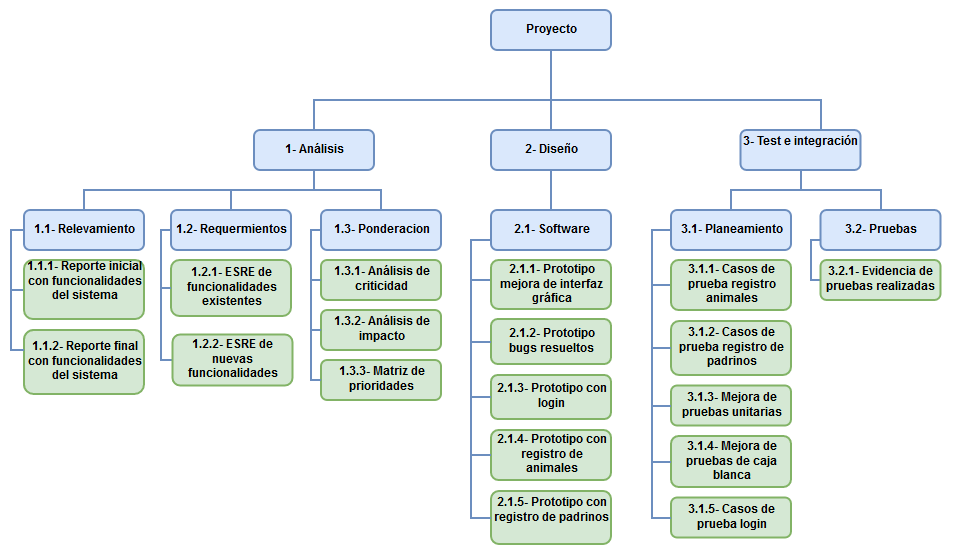 Proyecto
1- Análisis
2- Diseño
3- Test e integración
1.1- Relevamiento
1.1.1- Reporte inicial
con funcionalidades
del sistema
1.1.2- Reporte final
con funcionalidades
del sistema
1.2- Requermientos
1.2.1- ESRE de
funcionalidades
existentes
1.2.2- ESRE de
nuevas
funcionalidades
1.3- Ponderacion
1.3.1- Análisis de
criticidad
1.3.2- Análisis de
impacto
1.3.3- Matriz de
prioridades
2.1- Software
2.1.1- Prototipo
mejora de interfaz
gráfica
2.1.2- Prototipo
bugs resueltos
2.1.3- Prototipo con
login
2.1.4- Prototipo con
registro de
animales
2.1.5- Prototipo con
registro de padrinos
3.1- Planeamiento
3.1.1- Casos de
prueba registro
animales
3.1.2- Casos de
prueba registro de
padrinos
3.1.3- Mejora de
pruebas unitarias
3.1.4- Mejora de
pruebas de caja
blanca
3.1.5- Casos de
prueba login
3.2- Pruebas
3.2.1- Evidencia de
pruebas realizadas